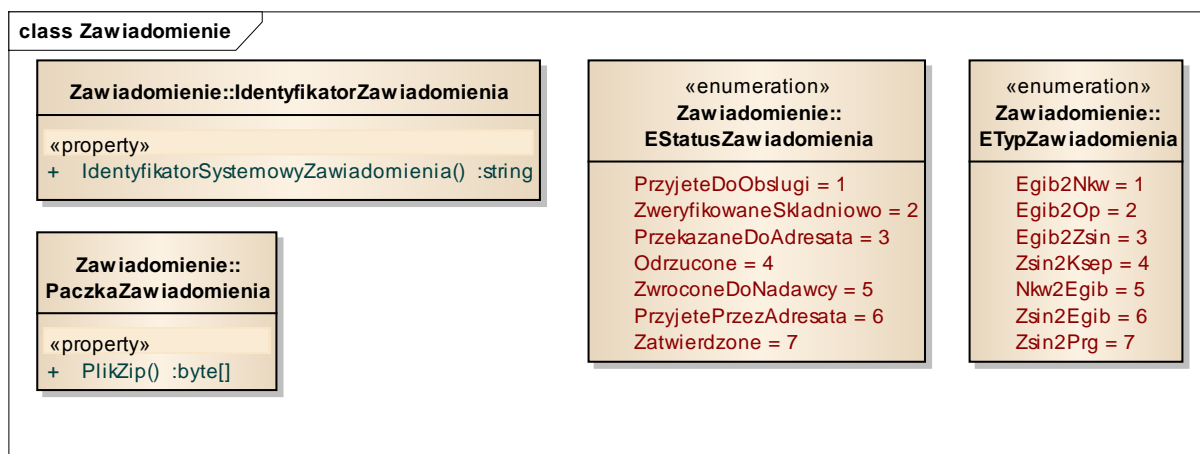 class Zawiadomienie
Zawiadomienie::IdentyfikatorZawiadomienia
«property»
+ IdentyfikatorSystemowyZawiadomienia() :string
Zawiadomienie::
PaczkaZawiadomienia
«property»
+ PlikZip() :byte[]
«enumeration»
Zawiadomienie::
EStatusZawiadomienia
PrzyjeteDoObslugi = 1
ZweryfikowaneSkladniowo = 2
PrzekazaneDoAdresata = 3
Odrzucone = 4
ZwroconeDoNadawcy = 5
PrzyjetePrzezAdresata = 6
Zatwierdzone = 7
«enumeration»
Zawiadomienie::
ETypZawiadomienia
Egib2Nkw = 1
Egib2Op = 2
Egib2Zsin = 3
Zsin2Ksep = 4
Nkw2Egib = 5
Zsin2Egib = 6
Zsin2Prg = 7